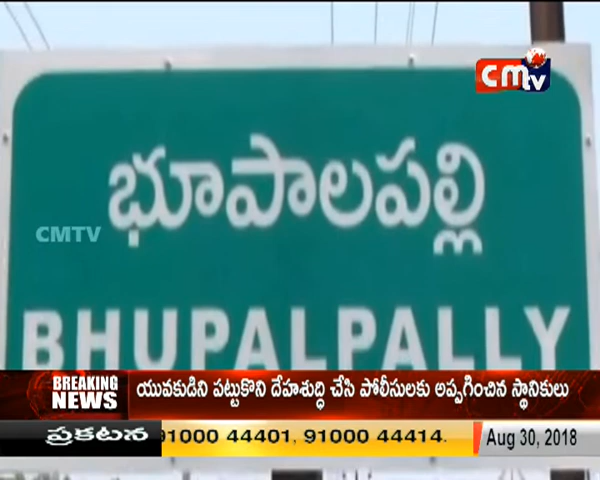 cmtv
భూపాలపల్లి
CMTV
BHUPALPALLY
BREAKING NEWS
యువకుడిని పట్టుకొని దేహశుద్ధి చేసి పోలీసులకు అప్పగించిన స్థానికులు
ప్రకటన
91000 44401, 91000 44414.
Aug 30, 2018